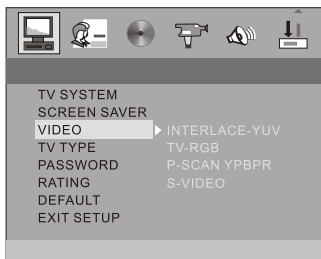 TV SYSTEM
SCREEN SAVER
VIDEO
INTERLACE-YUV
TV TYPE
TV-RGB
PASSWORD
P-SCAN YPBPR
RATING
S-VIDEO
DEFAULT
EXIT SETUP